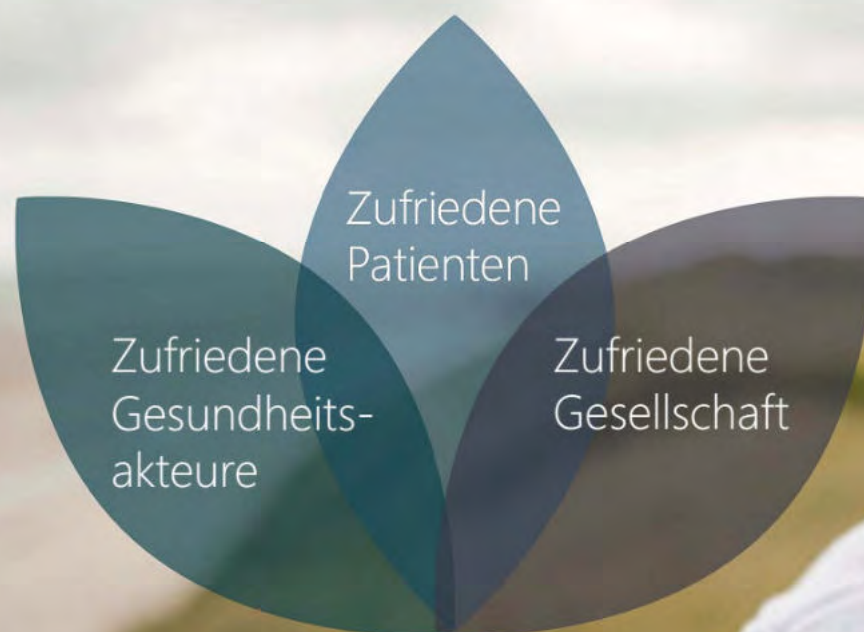 Zufriedene
Patienten
Zufriedene
Gesundheits-
akteure
Zufriedene
Gesellschaft